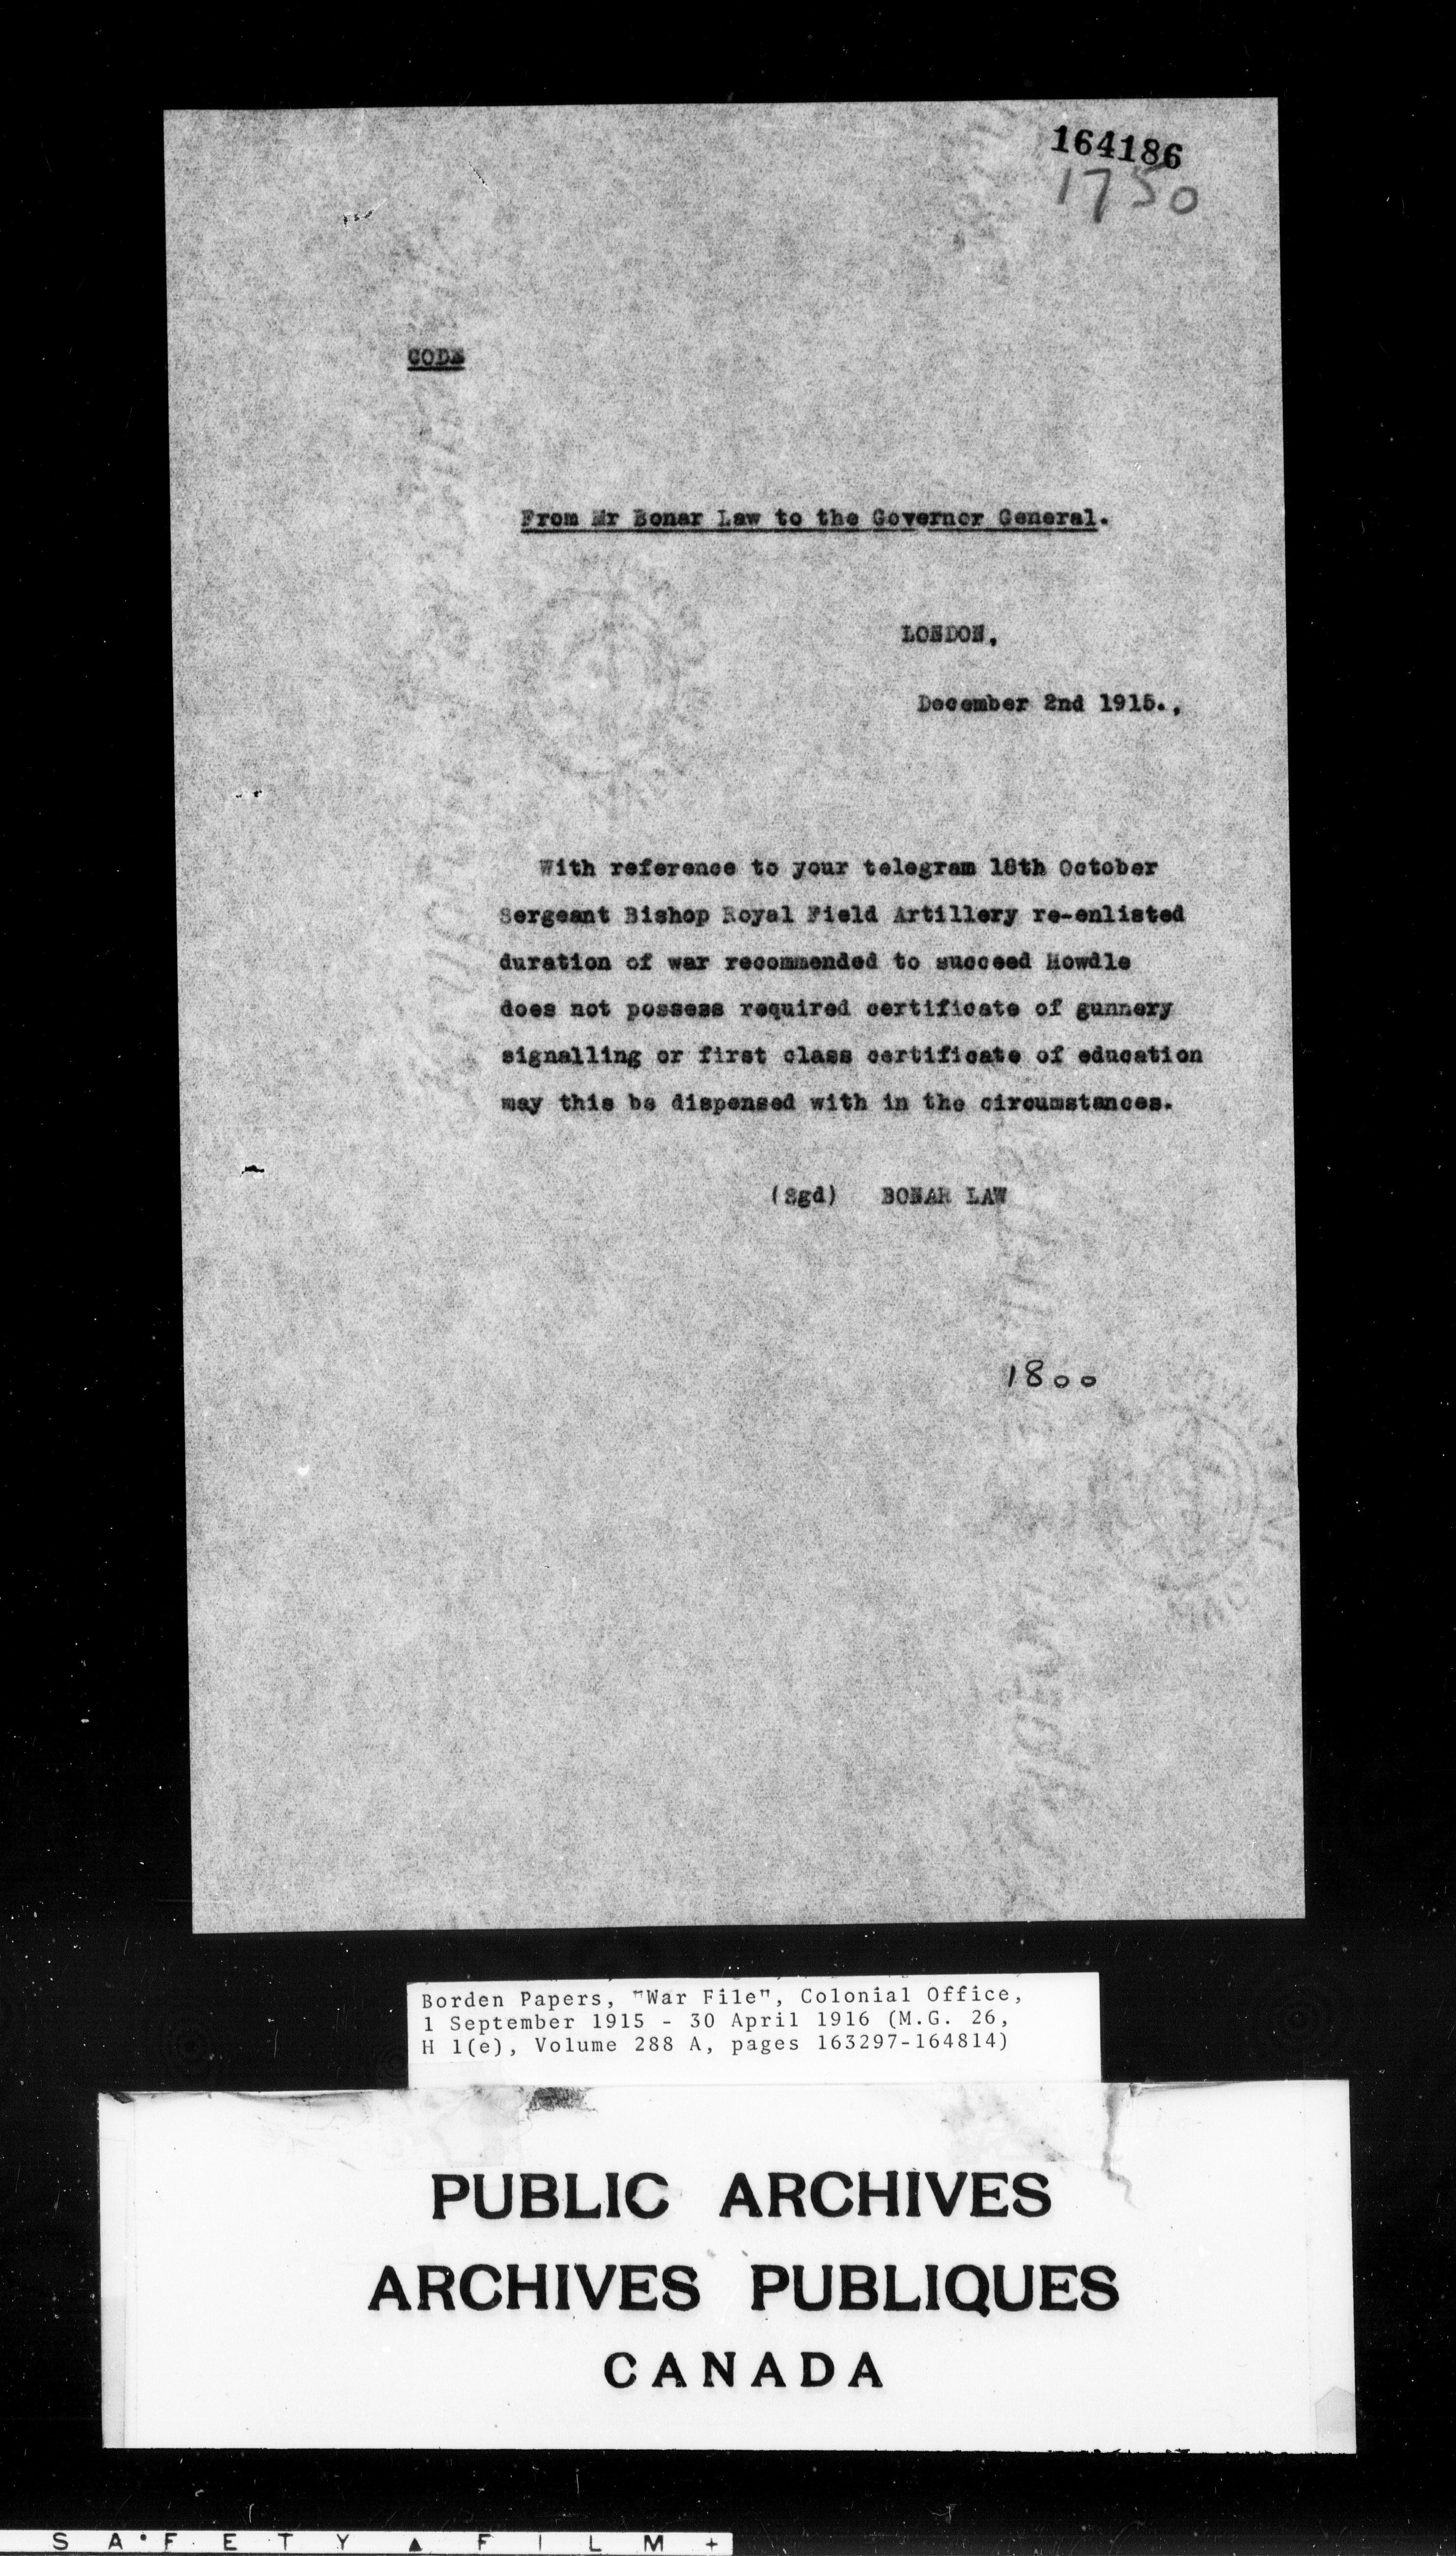 164186
1750
CODE
From Mr Bonar Law to the Governor General.
LONDON,
December 2nd 1915.,
With reference to your telegram 18th October
Sergeant Bishop Royal Field Artillery re-enlisted
duration of war recommended to succeed Howdle
does not possess required certificate of gunnery
signalling or first class certificate of education
may this be dispensed with in the circumstances.
(Sgd) BONAR LAW
1800
Borden Papers, "War File", Colonial Office,
1 September 1915 - 30 April 1916 (M.G. 26,
H 1(e), Volume 288 A, pages 163297-164814)
PUBLIC ARCHIVES
ARCHIVES PUBLIQUES
CANADA
SAFETY ▲ FILM +